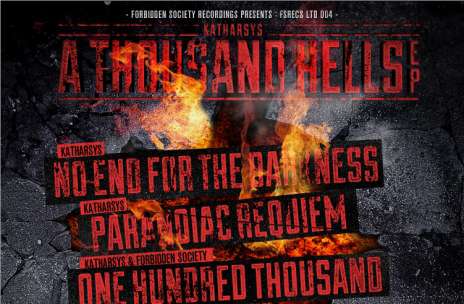 - FORBIDDEN SOCIETY RECORDINGS PRESENTS · FSRECS LTD 004 -
KATHARSYS
A THOUSAND HELLS EP
KATHARSYS
NO END FOR THE DARKNESS
KATHARSYS
PARANOIAC REQUIEM
KATHARSYS & FORBIDDEN SOCIETY
ONE HUNDRED THOUSAND